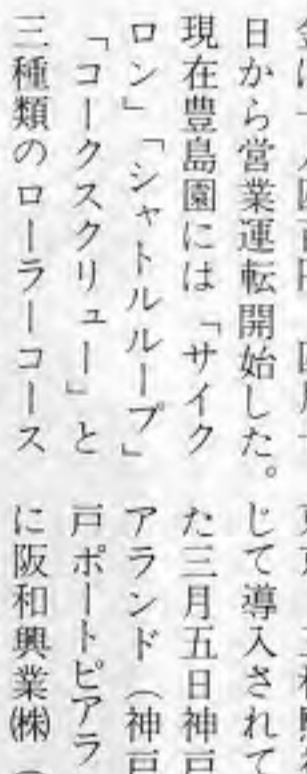 日から営業運転開始した。
現在豊島園には「サイク
ロン」「シャトルループ」
「コークスクリュー」と
三種類のローラーコース
じて導入されて
た三月五日神戸
アランド（神戸
戸ポートピアラ
に阪和興業㈱（